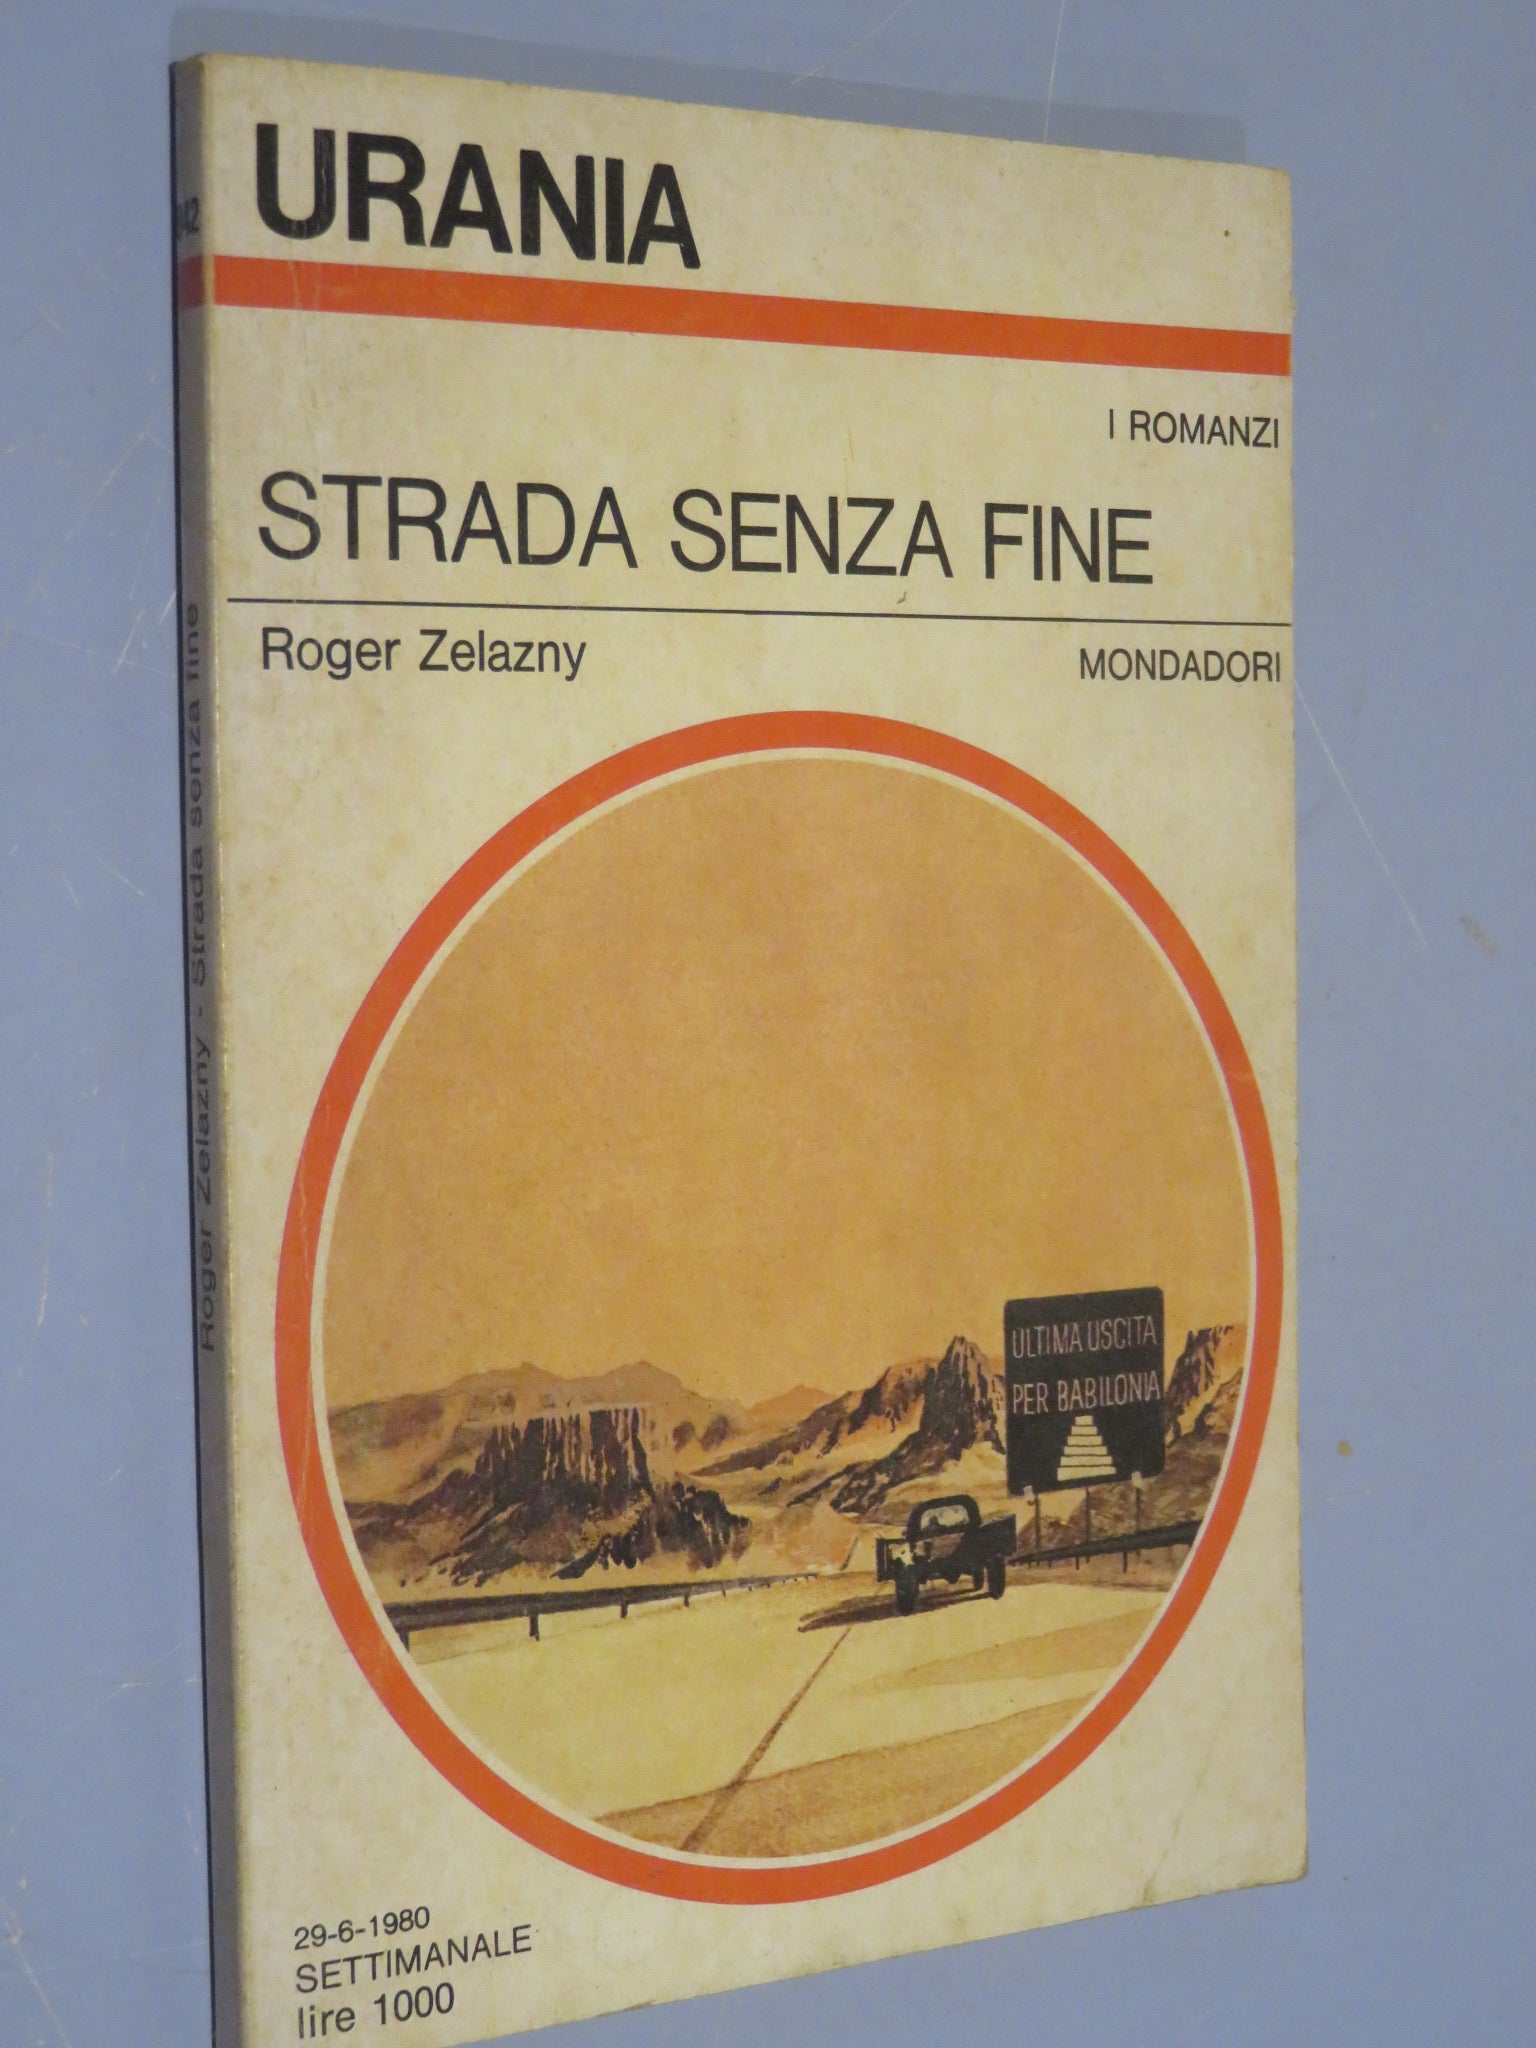 URANIA
I ROMANZI
STRADA SENZA FINE
Roger Zelazny
MONDADORI
ULTIMA USCITA
PER BABILONIA
29-6-1980
SETTIMANALE
lire 1000
Roger Zelazny - Strada senza fine